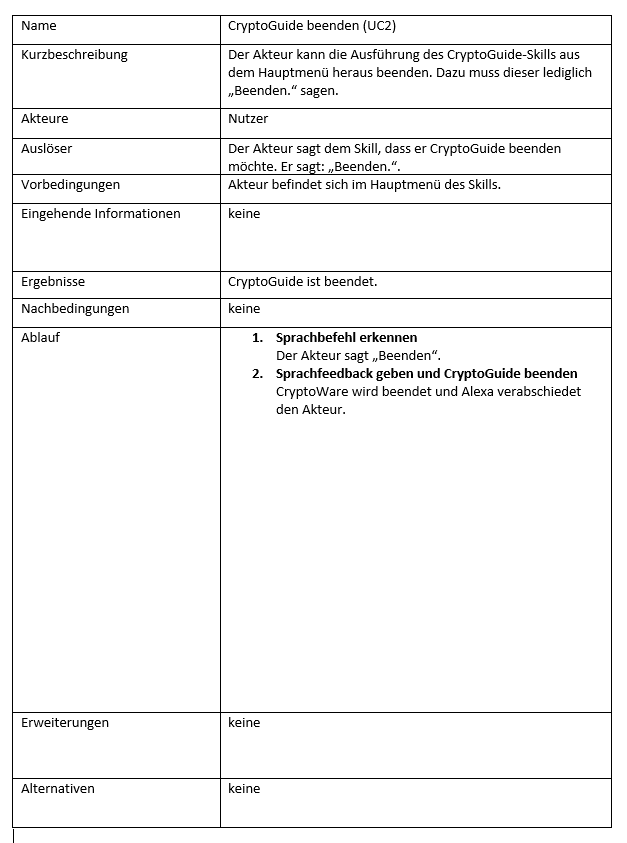 Name CryptoGuide beenden (UC2)
Kurzbeschreibung Der Akteur kann die Ausführung des CryptoGuide-Skills aus
dem Hauptmenü heraus beenden. Dazu muss dieser lediglich
„Beenden.“ sagen.
Akteure Nutzer
Auslöser Der Akteur sagt dem Skill, dass er CryptoGuide beenden
möchte. Er sagt: „Beenden.“.
Vorbedingungen Akteur befindet sich im Hauptmenü des Skills.
Eingehende Informationen keine
Ergebnisse CryptoGuide ist beendet.
Nachbedingungen keine
Ablauf 1. Sprachbefehl erkennen
Der Akteur sagt „Beenden“.
2. Sprachfeedback geben und CryptoGuide beenden
CryptoWare wird beendet und Alexa verabschiedet
den Akteur.
Erweiterungen keine
Alternativen keine